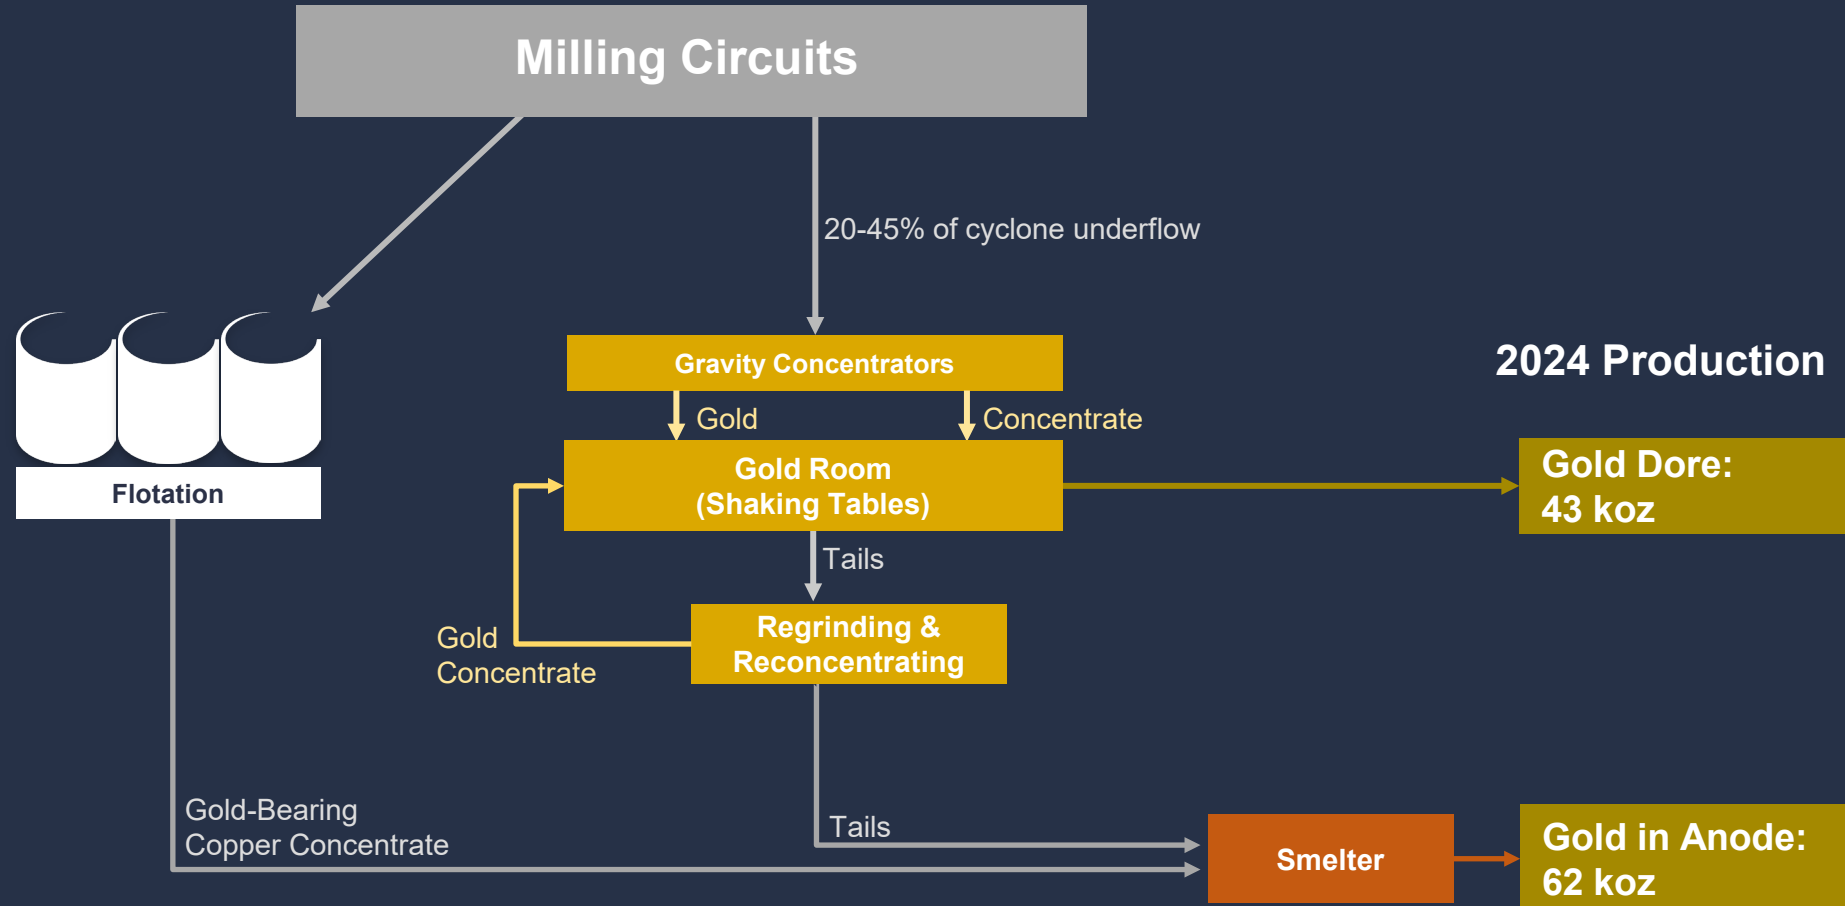 Milling Circuits
20-45% of cyclone underflow
Gravity Concentrators
2024 Production
Gold
Concentrate
Gold Room
(Shaking Tables)
Gold Dore:
43 koz
Flotation
Tails
Regrinding &
Reconcentrating
Gold
Concentrate
Gold-Bearing
Copper Concentrate
Tails
Smelter
Gold in Anode:
62 koz